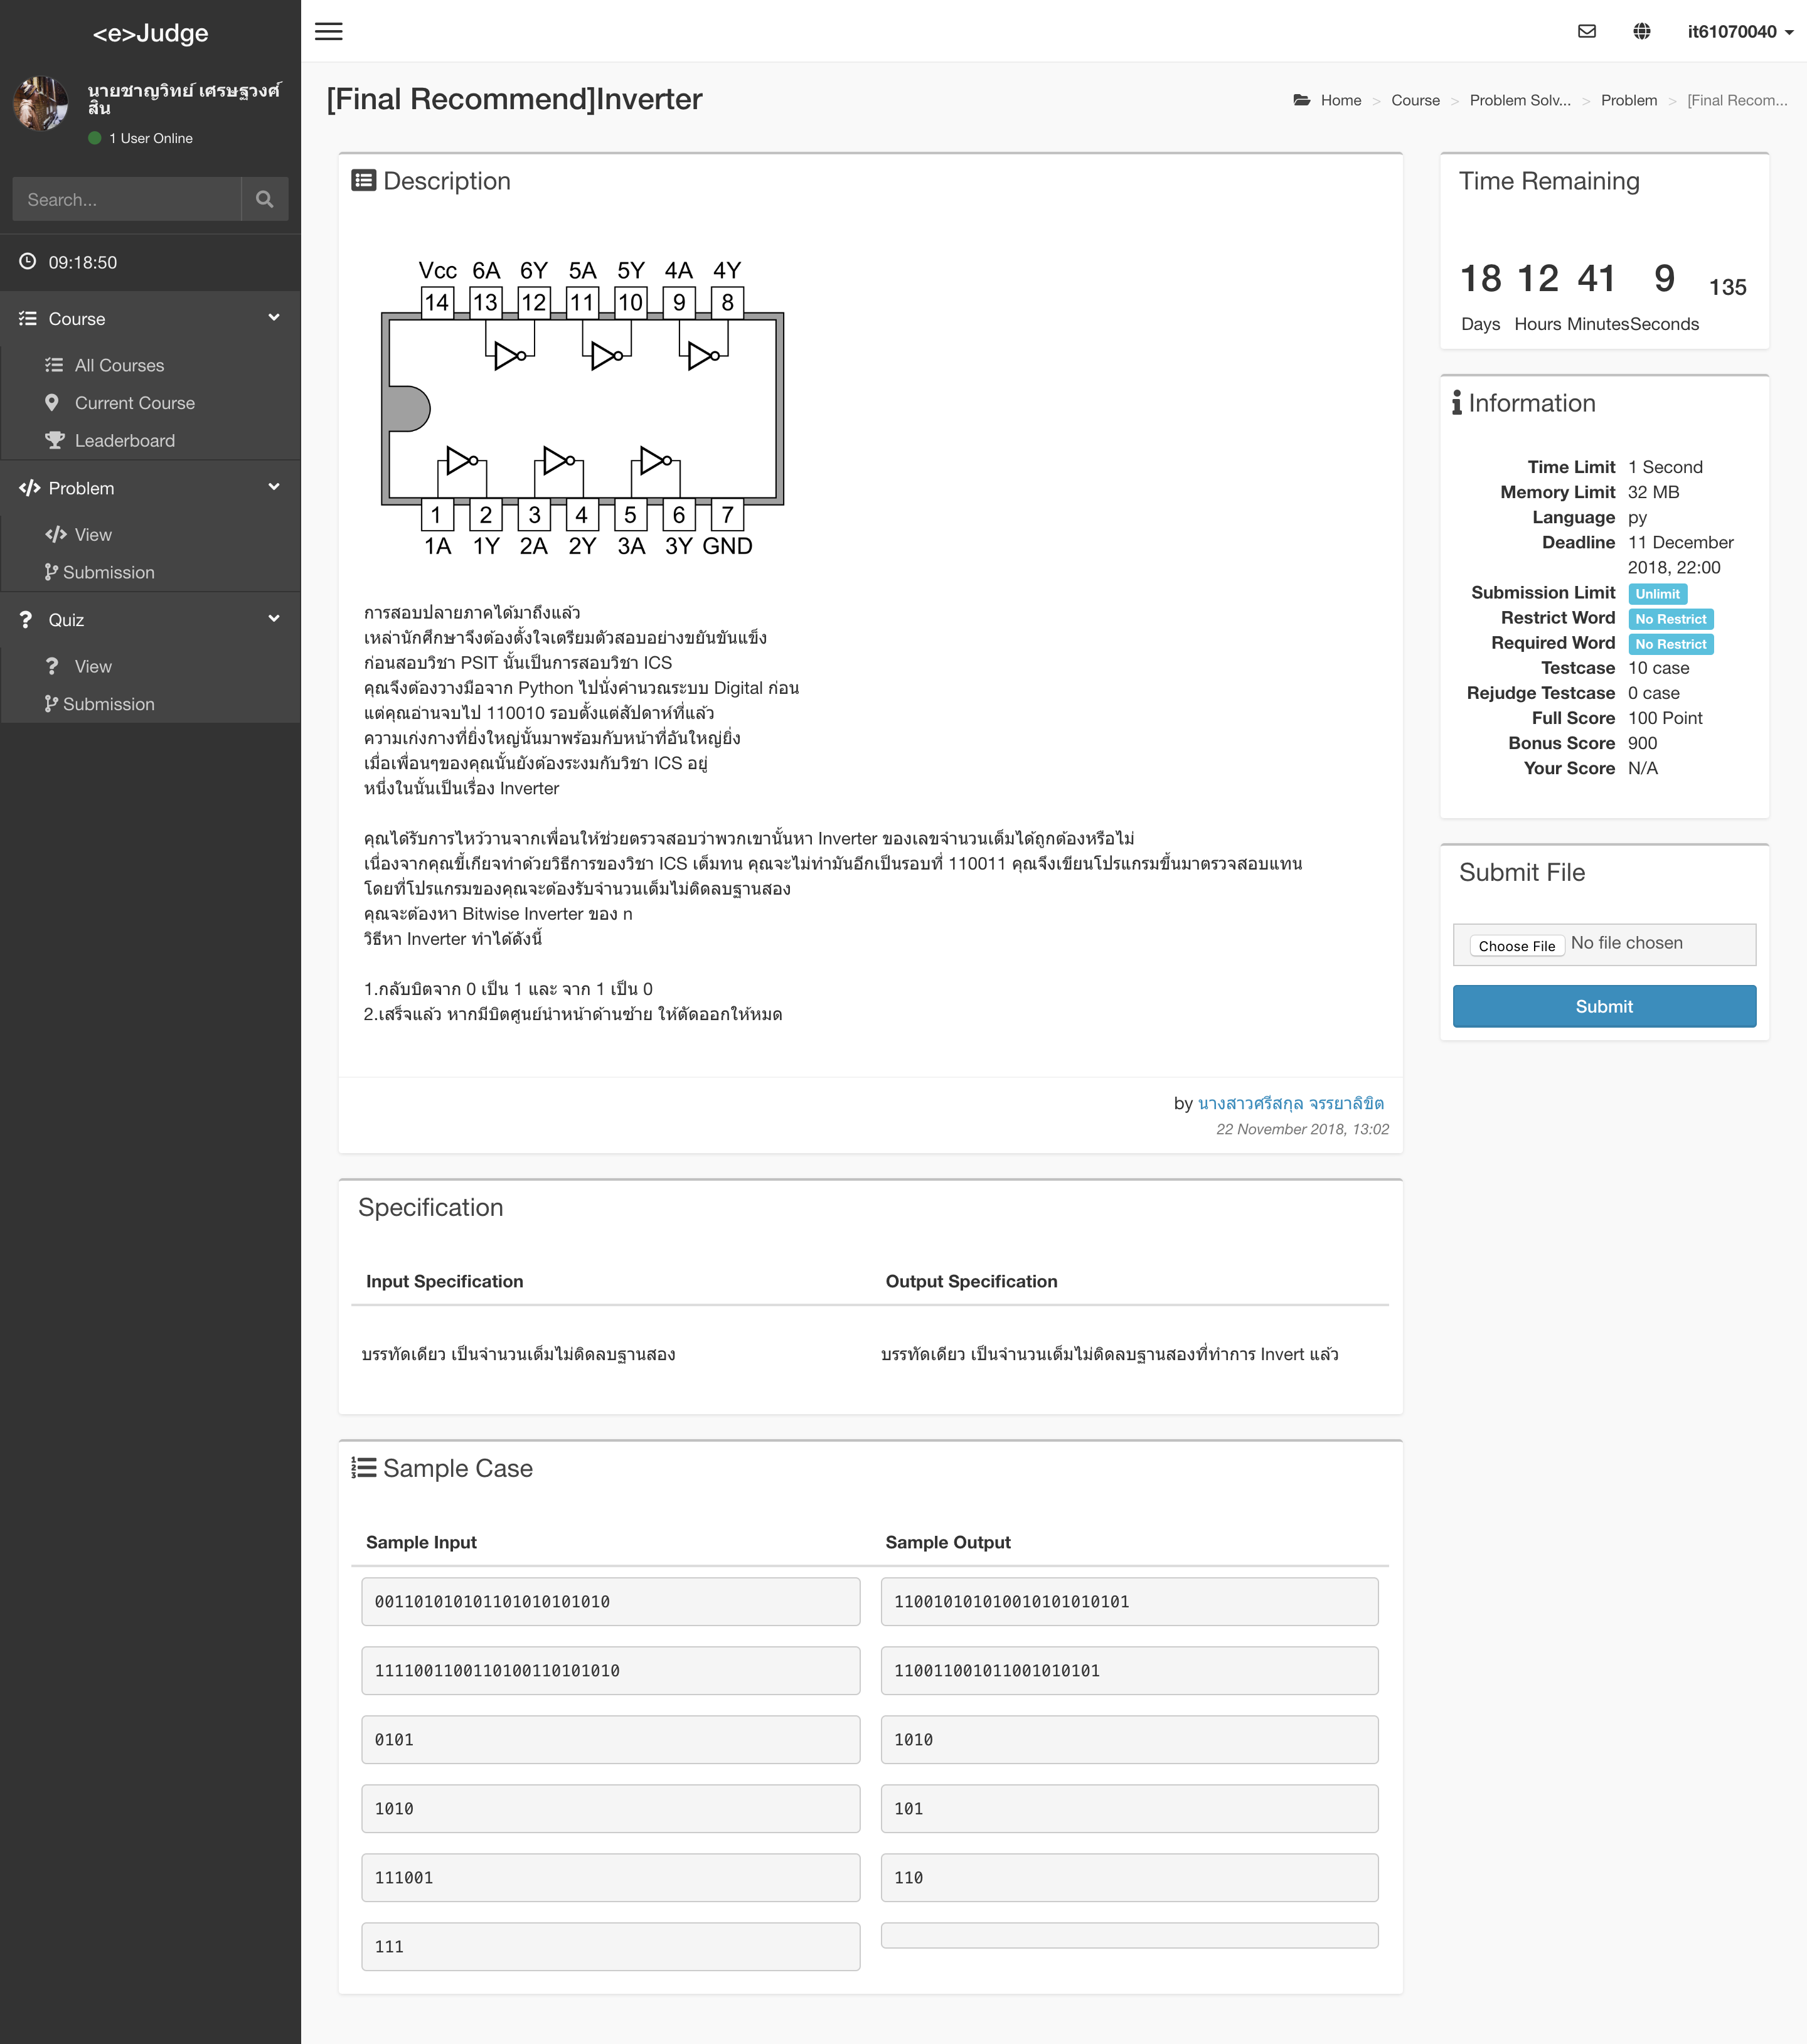 <e>Judge
นายชาญวิทย์ เศรษฐวงศ์
สิน
1 User Online
Search...
09:18:50
Course
All Courses
Current Course
Leaderboard
Problem
View
Submission
Quiz
View
Submission
it61070040
[Final Recommend]Inverter
Home > Course > Problem Solv... > Problem > [Final Recom...
Description
Vcc 6A 6Y 5A 5Y 4A 4Y
14 13 12 11 10 9 8
1 2 3 4 5 6 7
1A 1Y 2A 2Y 3A 3Y GND
การสอบปลายภาคได้มาถึงแล้ว
เหล่านักศึกษาจึงต้องตั้งใจเตรียมตัวสอบอย่างขยันขันแข็ง
ก่อนสอบวิชา PSIT นั้นเป็นการสอบวิชา ICS
คุณจึงต้องวางมือจาก Python ไปนั่งคำนวณระบบ Digital ก่อน
แต่คุณอ่านจบไป 110010 รอบตั้งแต่สัปดาห์ที่แล้ว
ความเก่งกางที่ยิ่งใหญ่นั้นมาพร้อมกับหน้าที่อันใหญ่ยิ่ง
เมื่อเพื่อนๆของคุณนั้นยังต้องระงมกับวิชา ICS อยู่
หนึ่งในนั้นเป็นเรื่อง Inverter
คุณได้รับการไหว้วานจากเพื่อนให้ช่วยตรวจสอบว่าพวกเขานั้นหา Inverter ของเลขจำนวนเต็มได้ถูกต้องหรือไม่
เนื่องจากคุณขี้เกียจทำด้วยวิธีการของวิชา ICS เต็มทน คุณจะไม่ทำมันอีกเป็นรอบที่ 110011 คุณจึงเขียนโปรแกรมขึ้นมาตรวจสอบแทน
โดยที่โปรแกรมของคุณจะต้องรับจำนวนเต็มไม่ติดลบฐานสอง
คุณจะต้องหา Bitwise Inverter ของ n
วิธีหา Inverter ทำได้ดังนี้
1.กลับบิตจาก 0 เป็น 1 และ จาก 1 เป็น 0
2.เสร็จแล้ว หากมีบิตศูนย์นำหน้าด้านซ้าย ให้ตัดออกให้หมด
by นางสาวศรีสกุล จรรยาลิขิต
22 November 2018, 13:02
Specification
Input Specification Output Specification
บรรทัดเดียว เป็นจำนวนเต็มไม่ติดลบฐานสอง บรรทัดเดียว เป็นจำนวนเต็มไม่ติดลบฐานสองที่ทำการ Invert แล้ว
Sample Case
Sample Input Sample Output
001101010101101010101010 110010101010010101010101
1111001100110100110101010 110011001011001010101
0101 1010
1010 101
111001 110
111
Time Remaining
18 12 41 9 135
Days Hours Minutes Seconds
Information
Time Limit 1 Second
Memory Limit 32 MB
Language py
Deadline 11 December
2018, 22:00
Submission Limit Unlimit
Restrict Word No Restrict
Required Word No Restrict
Testcase 10 case
Rejudge Testcase 0 case
Full Score 100 Point
Bonus Score 900
Your Score N/A
Submit File
Choose File No file chosen
Submit